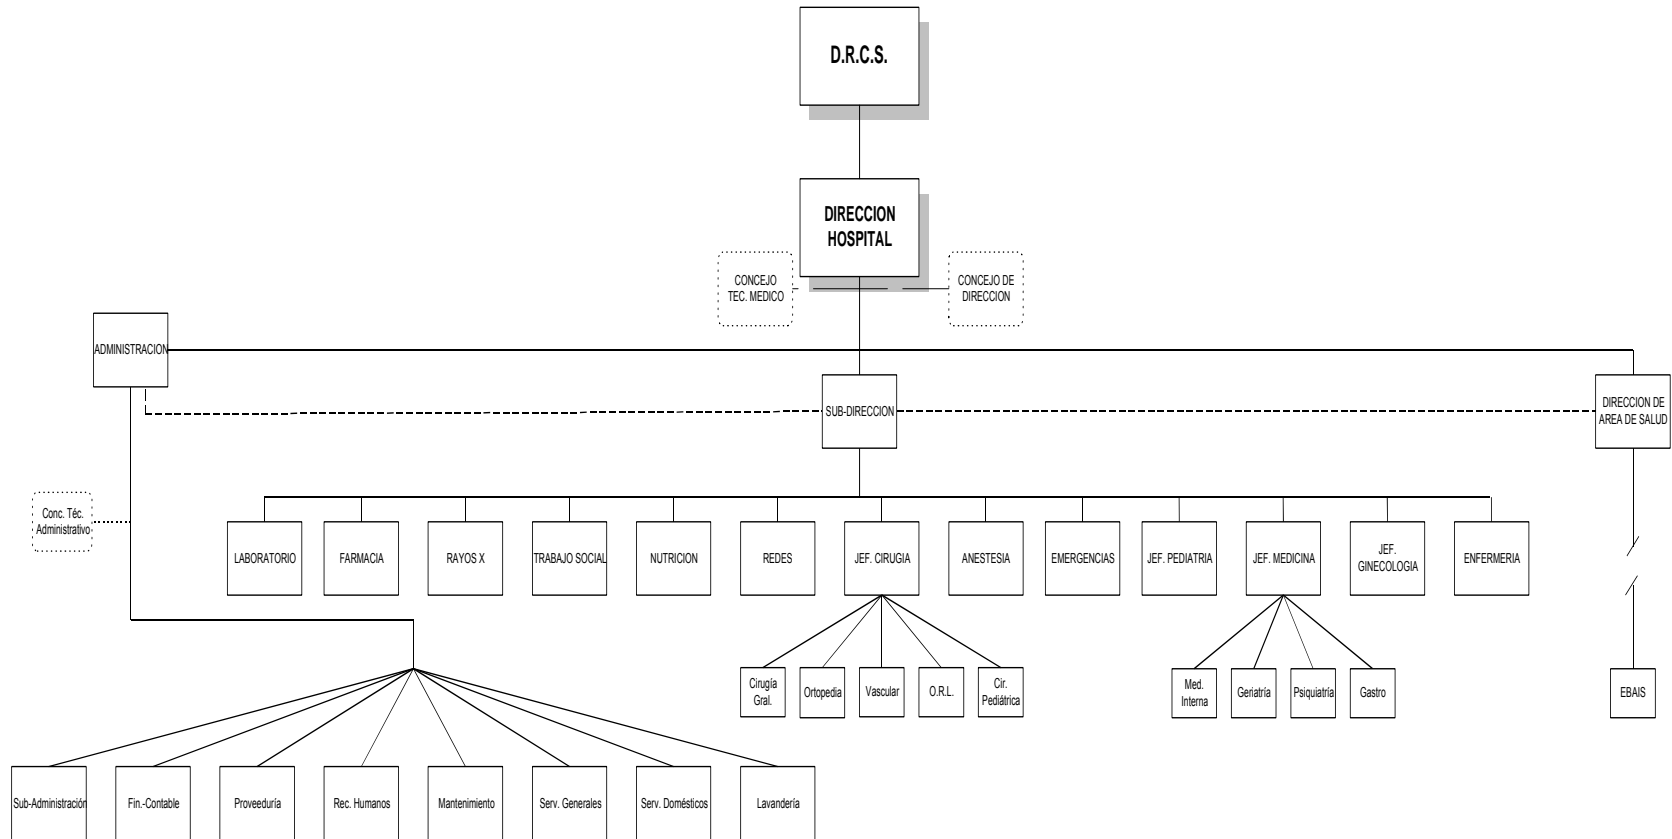 D.R.C.S.
DIRECCION
HOSPITAL
CONCEJO
TEC. MEDICO
CONCEJO DE
DIRECCION
ADMINISTRACION
SUB-DIRECCION
DIRECCION DE
AREA DE SALUD
Conc. Téc.
Administrativo
LABORATORIO
FARMACIA
RAYOS X
TRABAJO SOCIAL
NUTRICION
REDES
JEF. CIRUGIA
ANESTESIA
EMERGENCIAS
JEF. PEDIATRIA
JEF. MEDICINA
JEF.
GINECOLOGIA
ENFERMERIA
Cirugía
Gral.
Ortopedia
Vascular
O.R.L.
Cir.
Pediátrica
Med.
Interna
Geriatría
Psiquiatría
Gastro
EBAIS
Sub-Administración
Fin.-Contable
Proveeduría
Rec. Humanos
Mantenimiento
Serv. Generales
Serv. Domésticos
Lavandería